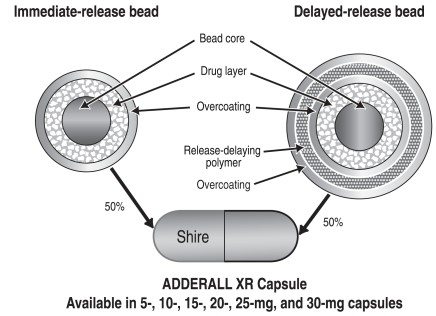 Immediate-release bead
Delayed-release bead
Bead core
Drug layer
Overcoating
Release-delaying
polymer
Overcoating
50%
50%
Shire
ADDERALL XR Capsule
Available in 5-, 10-, 15-, 20-, 25-mg, and 30-mg capsules